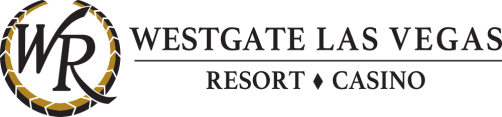 WR
WESTGATE LAS VEGAS
RESORT ♦ CASINO